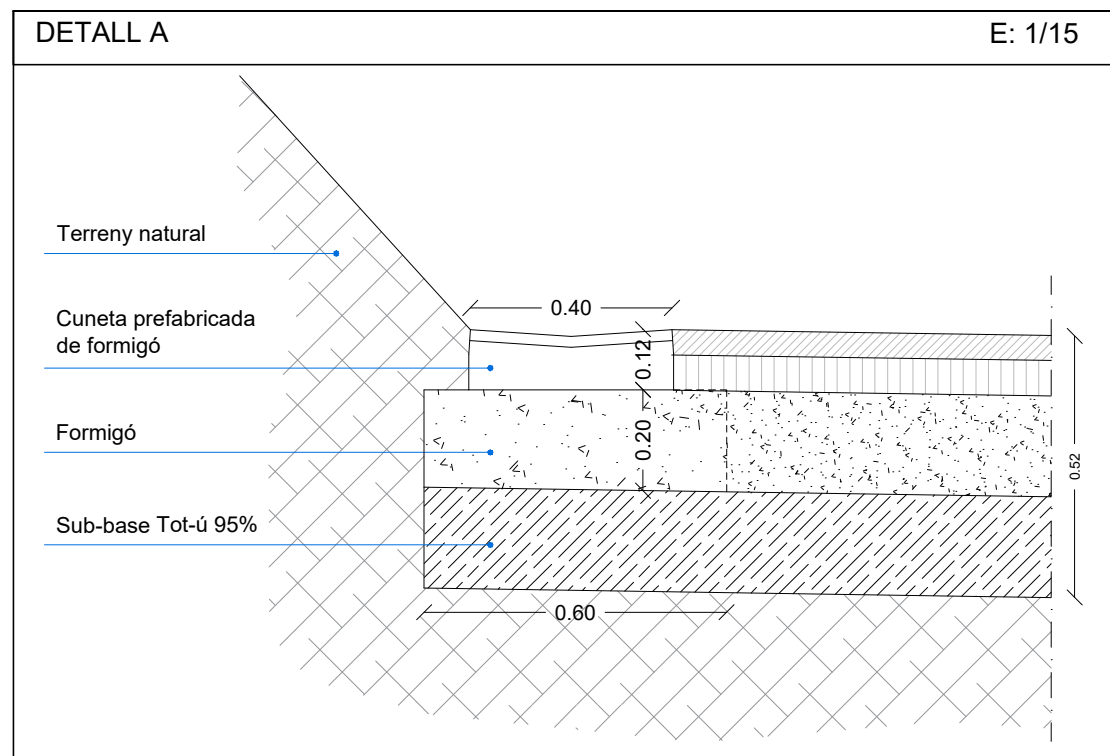 DETALL A
E: 1/15
Terreny natural
Cuneta prefabricada
de formigó
Formigó
Sub-base Tot-ú 95%
0.40
0.12
0.20
0.52
0.60